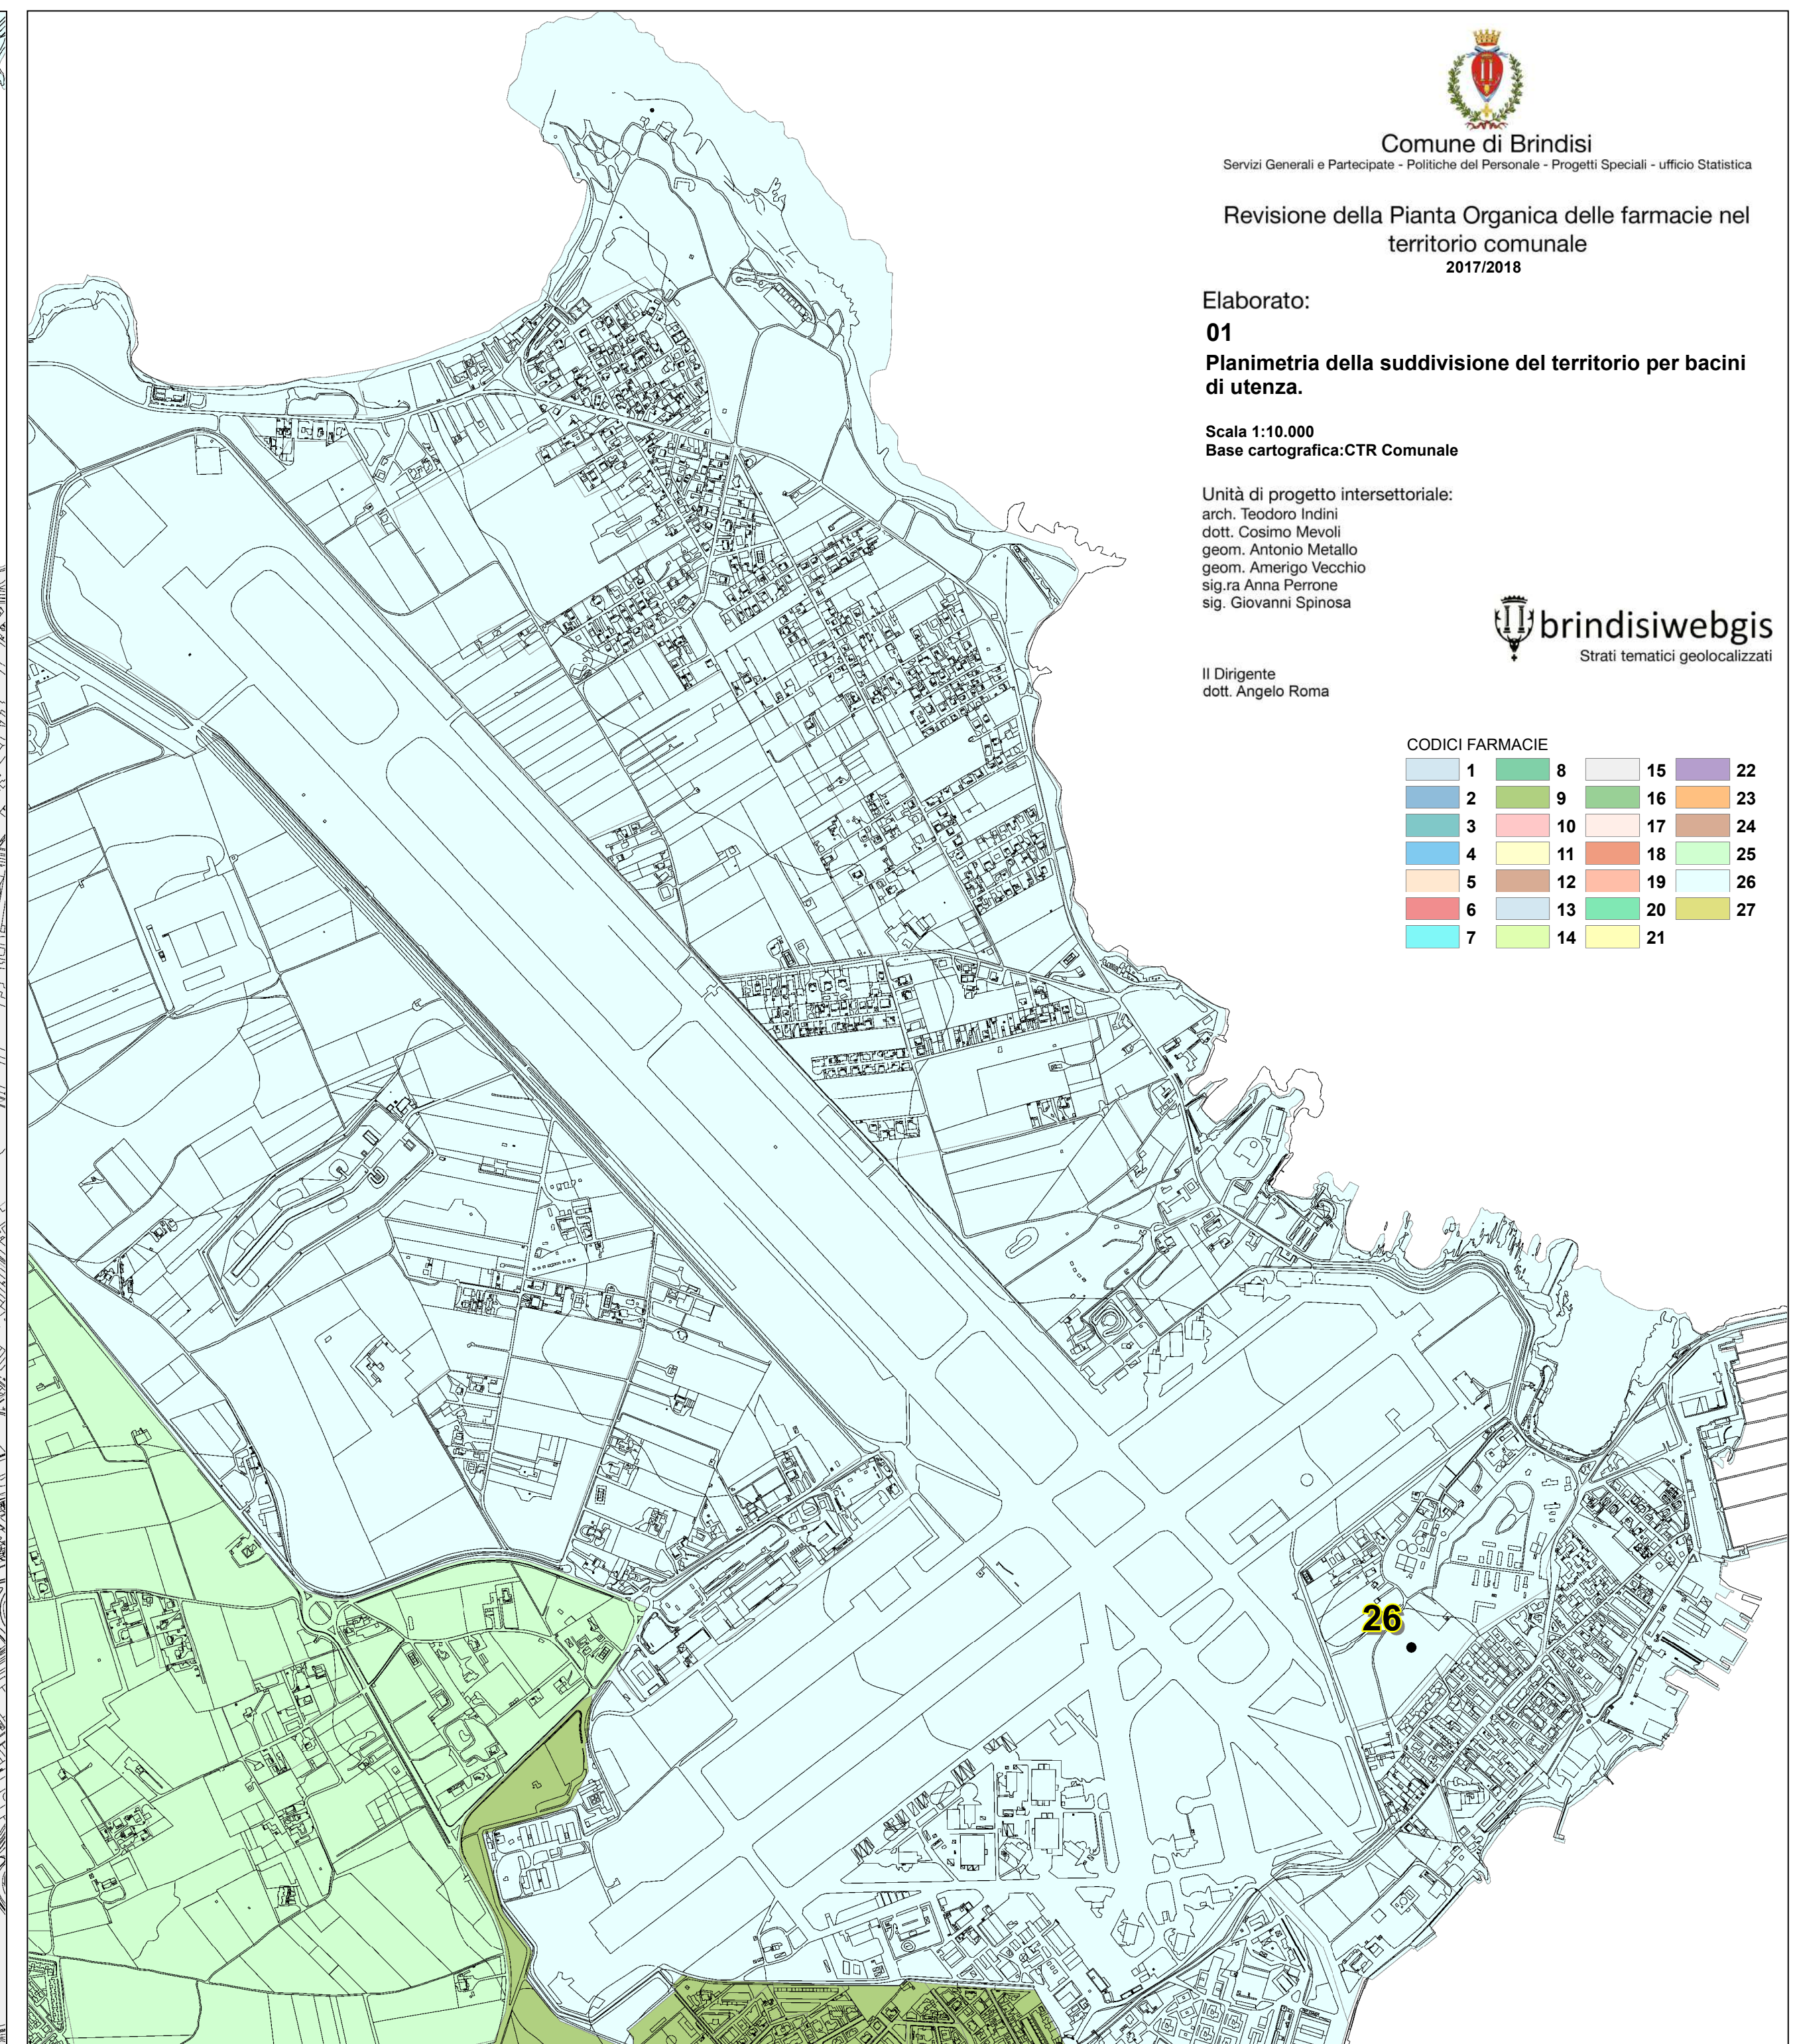 Comune di Brindisi
Servizi Generali e Partecipate - Politiche del Personale - Progetti Speciali - ufficio Statistica
Revisione della Pianta Organica delle farmacie nel
territorio comunale
2017/2018
Elaborato:
01
Planimetria della suddivisione del territorio per bacini
di utenza.
Scala 1:10.000
Base cartografica:CTR Comunale
Unità di progetto intersettoriale:
arch. Teodoro Indini
dott. Cosimo Mevoli
geom. Antonio Metallo
geom. Amerigo Vecchio
sig.ra Anna Perrone
sig. Giovanni Spinosa
brindisiwebgis
Strati tematici geolocalizzati
Il Dirigente
dott. Angelo Roma
CODICI FARMACIE
1 8 15 22
2 9 16 23
3 10 17 24
4 11 18 25
5 12 19 26
6 13 20 27
7 14 21
26